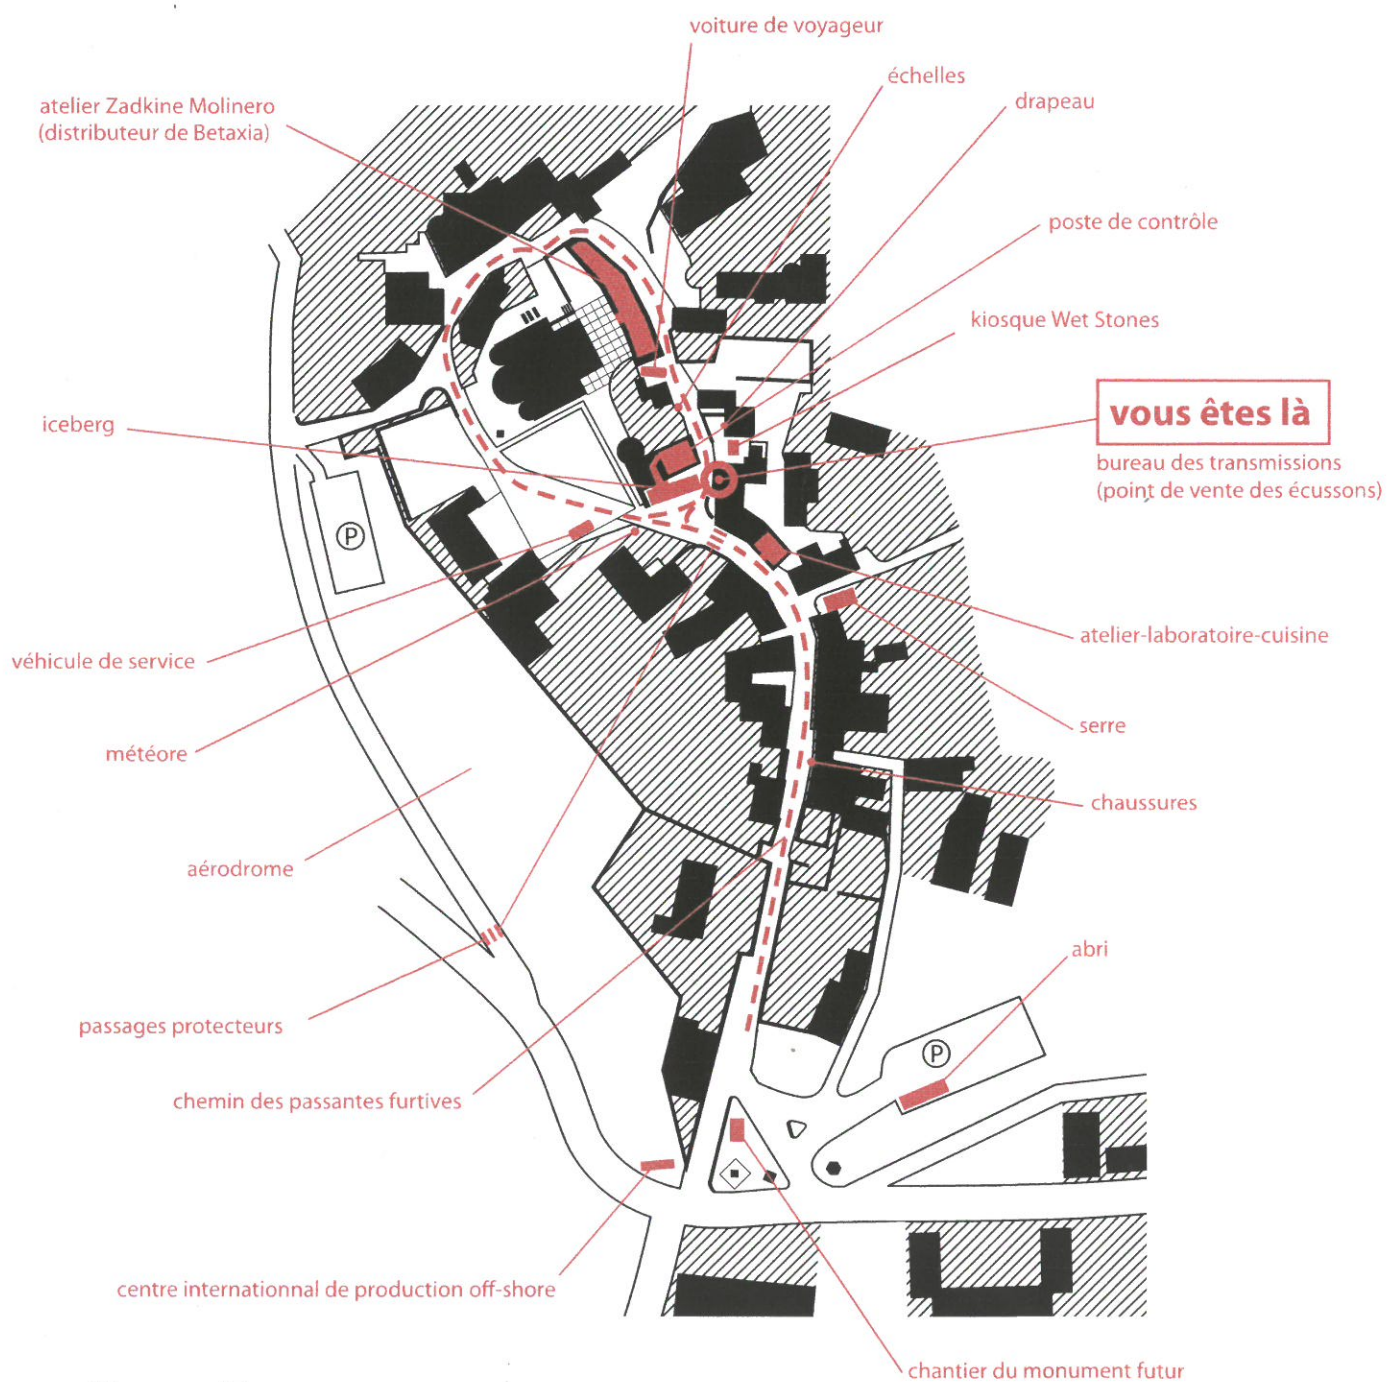 voiture de voyageur
échelles
atelier Zadkine Molinero
(distributeur de Betaxia)
drapeau
poste de contrôle
kiosque Wet Stones
vous êtes là
iceberg
bureau des transmissions
(point de vente des écussons)
P
atelier-laboratoire-cuisine
véhicule de service
serre
météore
chaussures
aérodrome
abri
passages protecteurs
P
chemin des passantes furtives
centre internationnal de production off-shore
chantier du monument futur